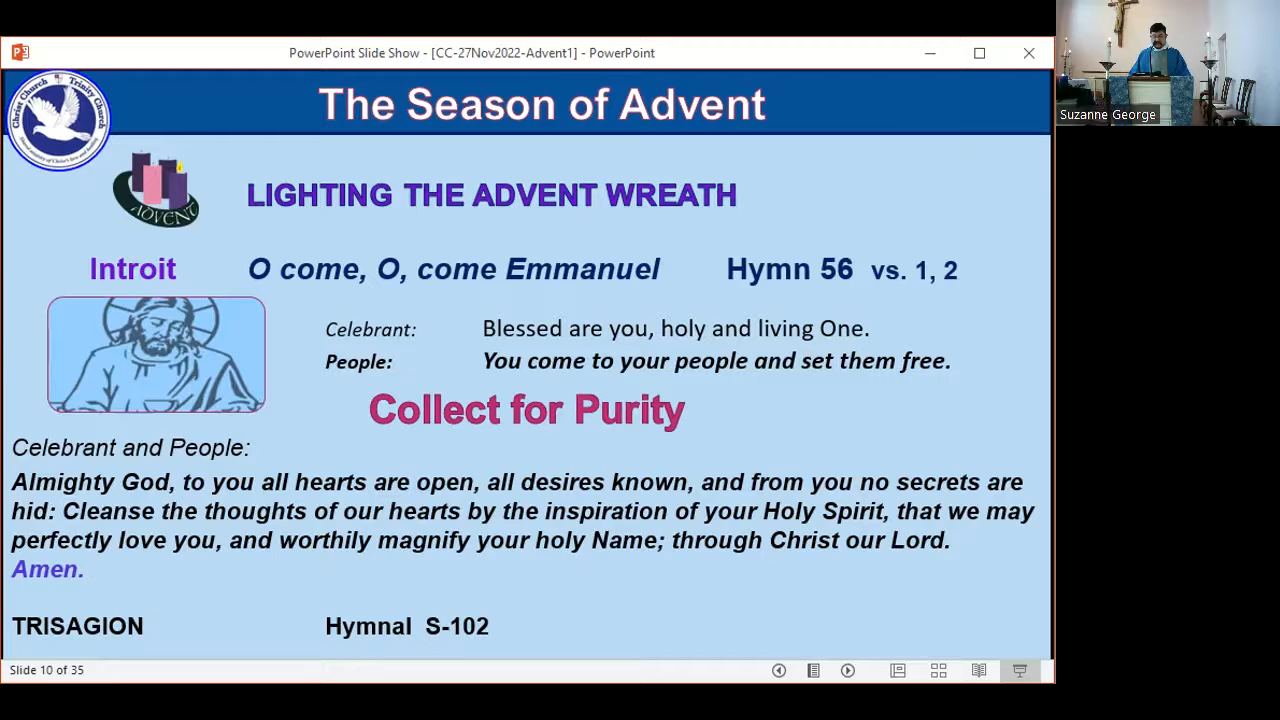 PowerPoint Slide Show - [CC-27Nov2022-Advent1] - PowerPoint
Suzanne George
Christ Church Trinity Church
The Season of Advent
ADVENT
LIGHTING THE ADVENT WREATH
Introit O come, O, come Emmanuel Hymn 56 vs. 1, 2
Celebrant: Blessed are you, holy and living One.
People: You come to your people and set them free.
Collect for Purity
Celebrant and People:
Almighty God, to you all hearts are open, all desires known, and from you no secrets are
hid: Cleanse the thoughts of our hearts by the inspiration of your Holy Spirit, that we may
perfectly love you, and worthily magnify your holy Name; through Christ our Lord.
Amen.
TRISAGION Hymnal S-102
Slide 10 of 35